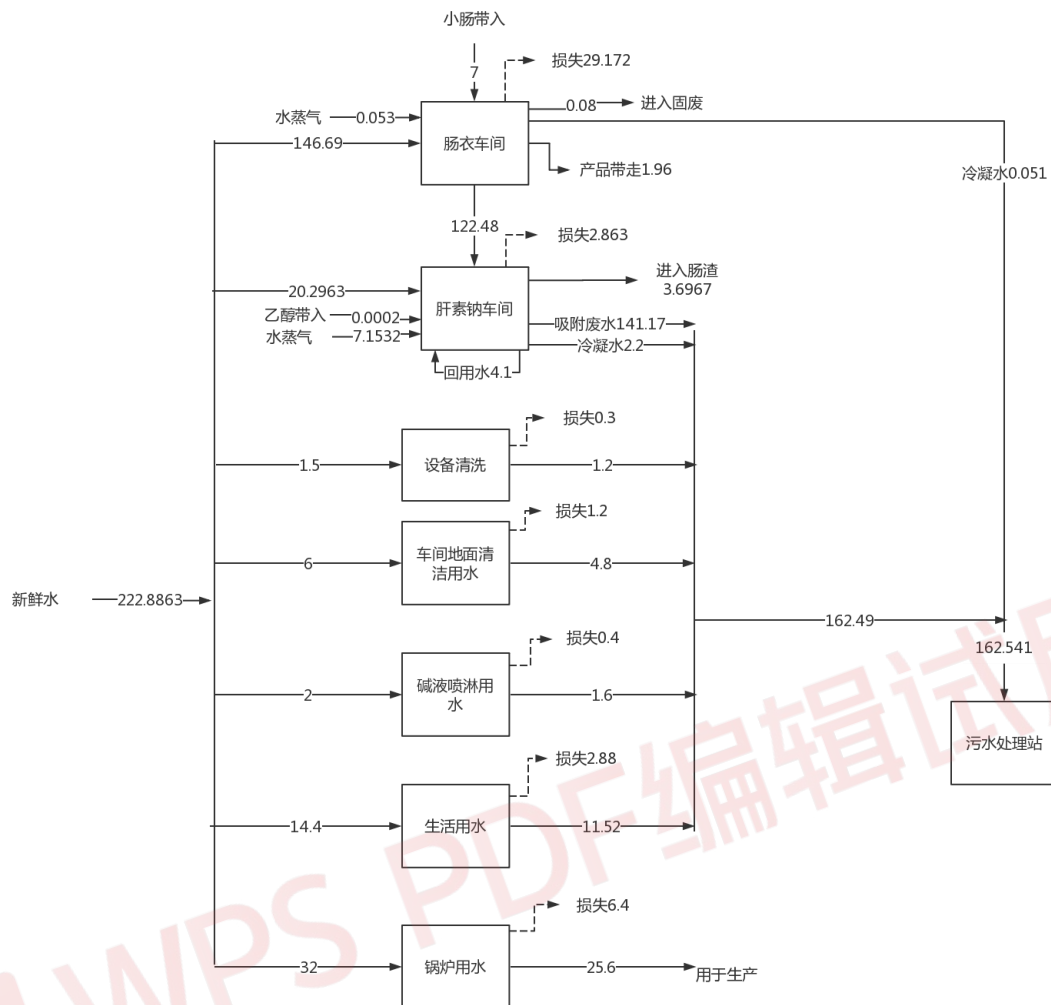 小肠带入
7
损失29.172
0.08
进入固废
水蒸气
0.053
肠衣车间
146.69
产品带走1.96
冷凝水0.051
122.48
损失2.863
进入肠渣
3.6967
20.2963
肝素钠车间
乙醇带入
0.0002
吸附废水141.17
水蒸气
7.1532
冷凝水2.2
回用水4.1
损失0.3
1.5
设备清洗
1.2
损失1.2
6
车间地面清
洁用水
4.8
新鲜水
222.8863
162.49
损失0.4
162.541
2
碱液喷淋用
水
1.6
污水处理站
损失2.88
14.4
生活用水
11.52
损失6.4
32
锅炉用水
25.6
用于生产
WPS PDF编辑试用